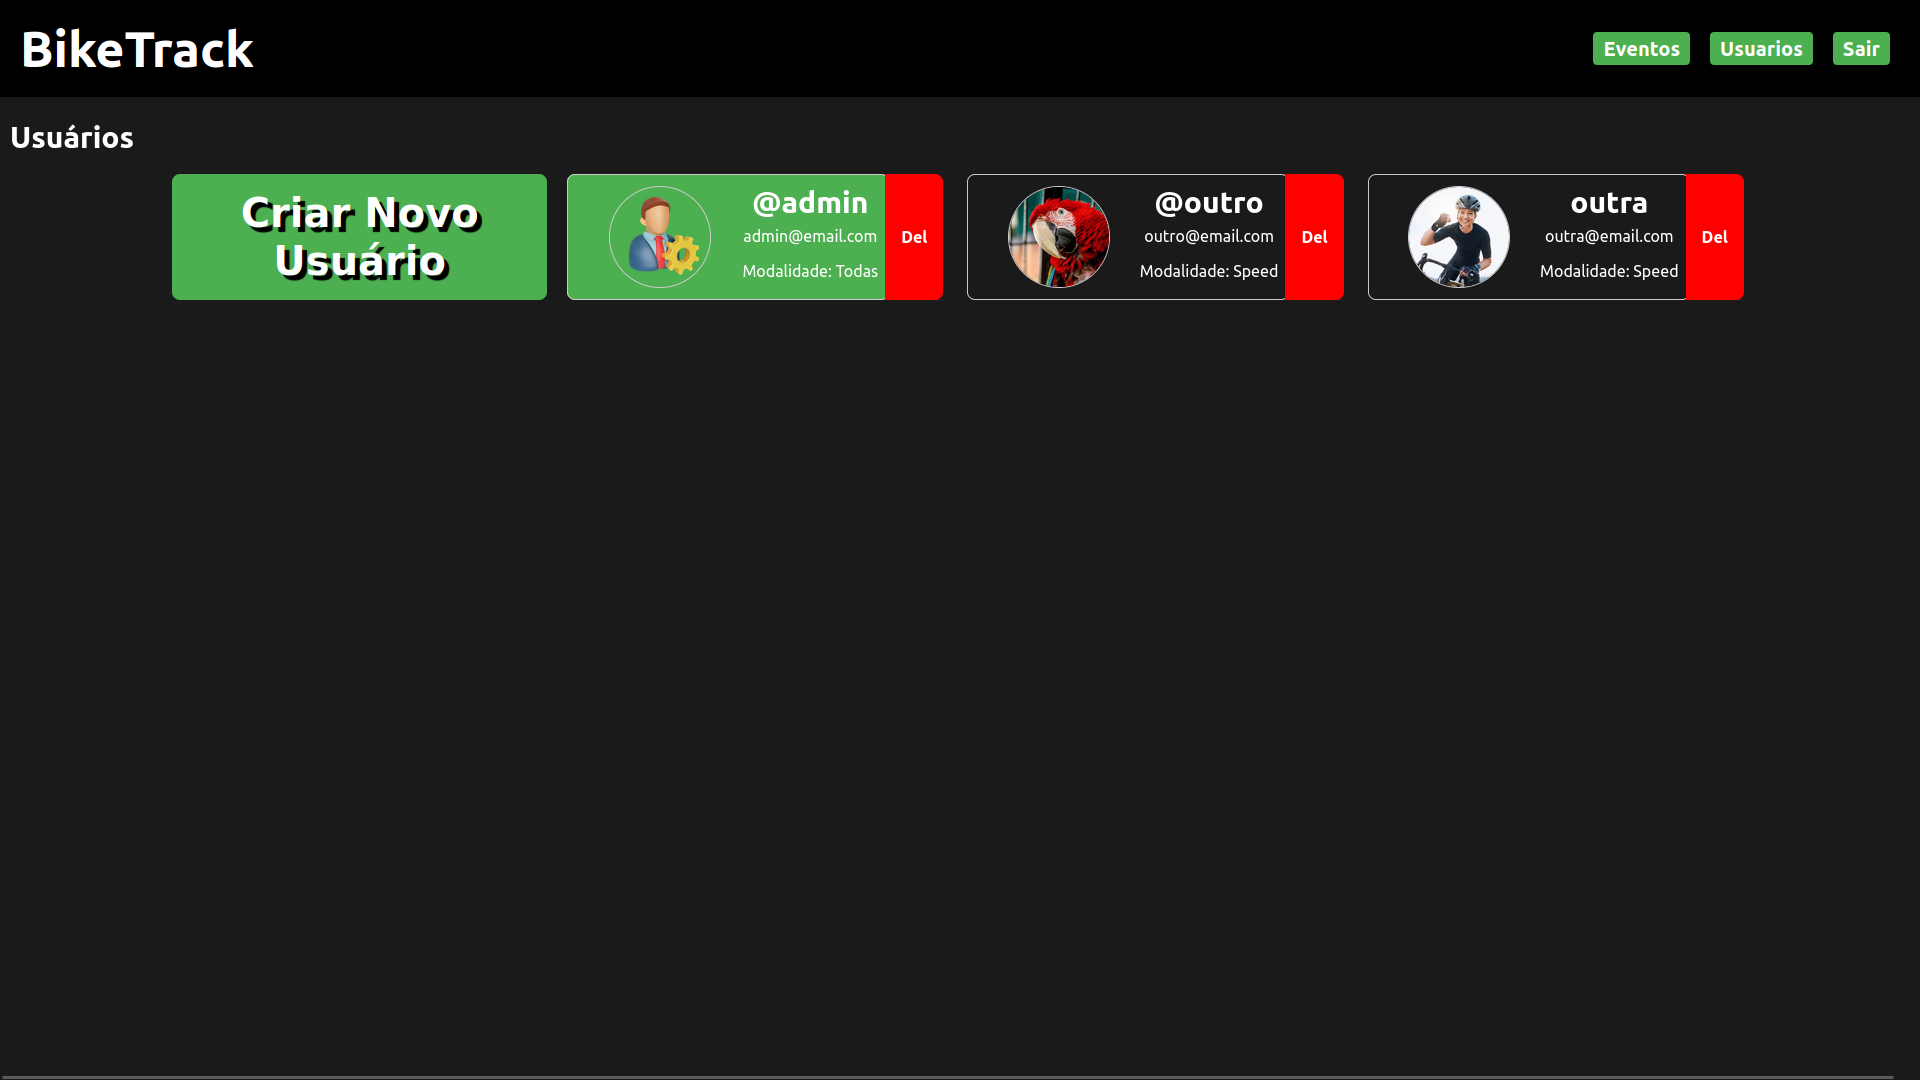 BikeTrack
Eventos
Usuarios
Sair
Usuários
Criar Novo
Usuário
@admin
admin@email.com
Modalidade: Todas
Del
@outro
outro@email.com
Modalidade: Speed
Del
outra
outra@email.com
Modalidade: Speed
Del